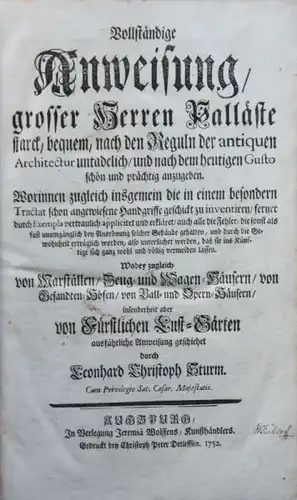 Vollständige
Anweisung/
grosser Herren Palläste
starck, bequem, nach den Reguln der antiquen
Architectur untadelich/und nach dem heutigen Gusto
schön und prächtig anzugeben.
Worinnen zugleich insgemein die in einem besondern
Tractat schon angewiesene Handgriffe geschickt zu inventiren/ ferner
durch Exempla vertraulich appliciret und erkläret/auch alle die Fehler/die sonst als
fast unumgänglich bey Anordnung solcher Gebäude gehalten, und durch die Ge-
wohnheit erträglich worden, also untersuchet werden, daß sie ins Künf-
tige sich ganz wohl und völlig vermeiden lassen.
Wobey zugleich
von Marställen/ Zeug- und Wagen-Häusern/ von
Gesandten-Höfen/ von Ball- und Opern-Häusern/
insonderheit aber
von Fürstlichen Lust-Gärten
ausführliche Anweisung geschiehet
durch
Leonhard Christoph Sturm.
Cum Privilegio Sac. Cæsar. Majestatis.
AUGSPURG/
In Verlegung Jeremiä Wolffens/ Kunsthändlers.
Gedruckt bey Christoph Peter Detleffsen. 1752.